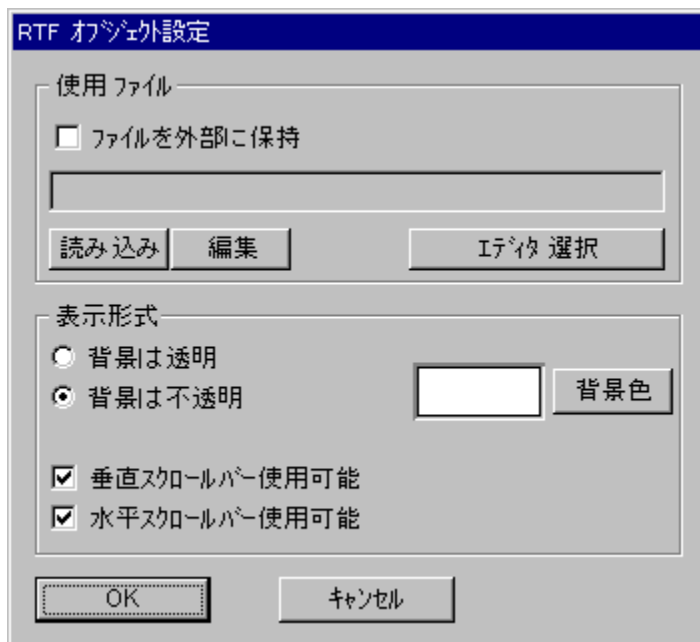 RTF ｵﾌﾞｼﾞｪｸﾄ設定
使用 ﾌｧｲﾙ
ﾌｧｲﾙを外部に保持
読み込み 編集 ｴﾃﾞｨﾀ 選択
表示形式
背景は透明
背景は不透明
背景色
垂直ｽｸﾛｰﾙﾊﾞｰ使用可能
水平ｽｸﾛｰﾙﾊﾞｰ使用可能
OK ｷｬﾝｾﾙ